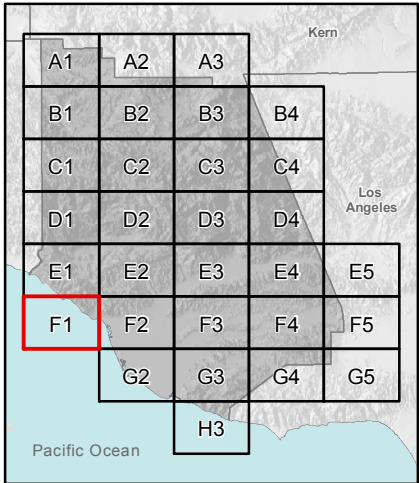 Kern
A1 A2 A3
B1 B2 B3 B4
C1 C2 C3 C4
Los
Angeles
D1 D2 D3 D4
E1 E2 E3 E4 E5
F1 F2 F3 F4 F5
G2 G3 G4 G5
H3
Pacific Ocean